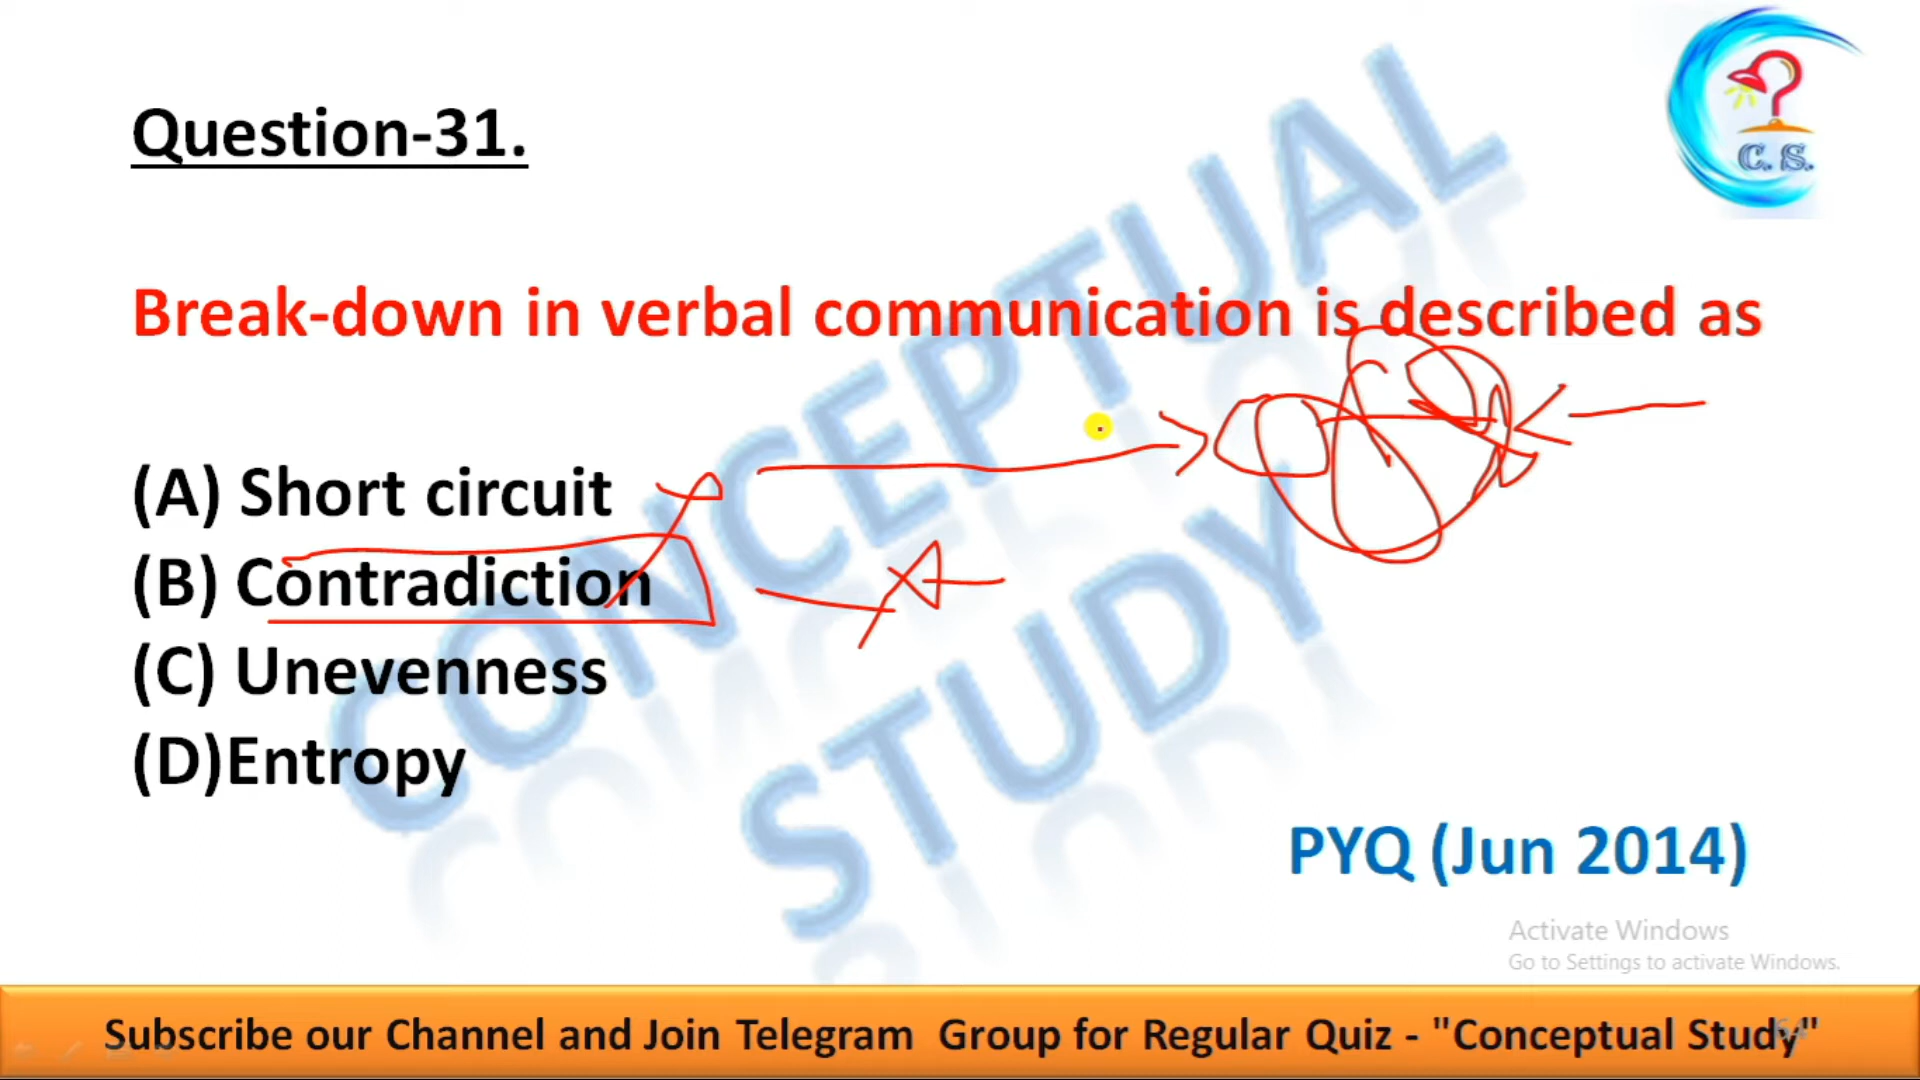 C. S.
Question-31.
Break-down in verbal communication is described as
(A) Short circuit
(B) Contradiction
(C) Unevenness
(D)Entropy
CONCEPTUAL
STUDY
PYQ (Jun 2014)
Activate Windows
Go to Settings to activate Windows.
Subscribe our Channel and Join Telegram Group for Regular Quiz - "Conceptual Study"